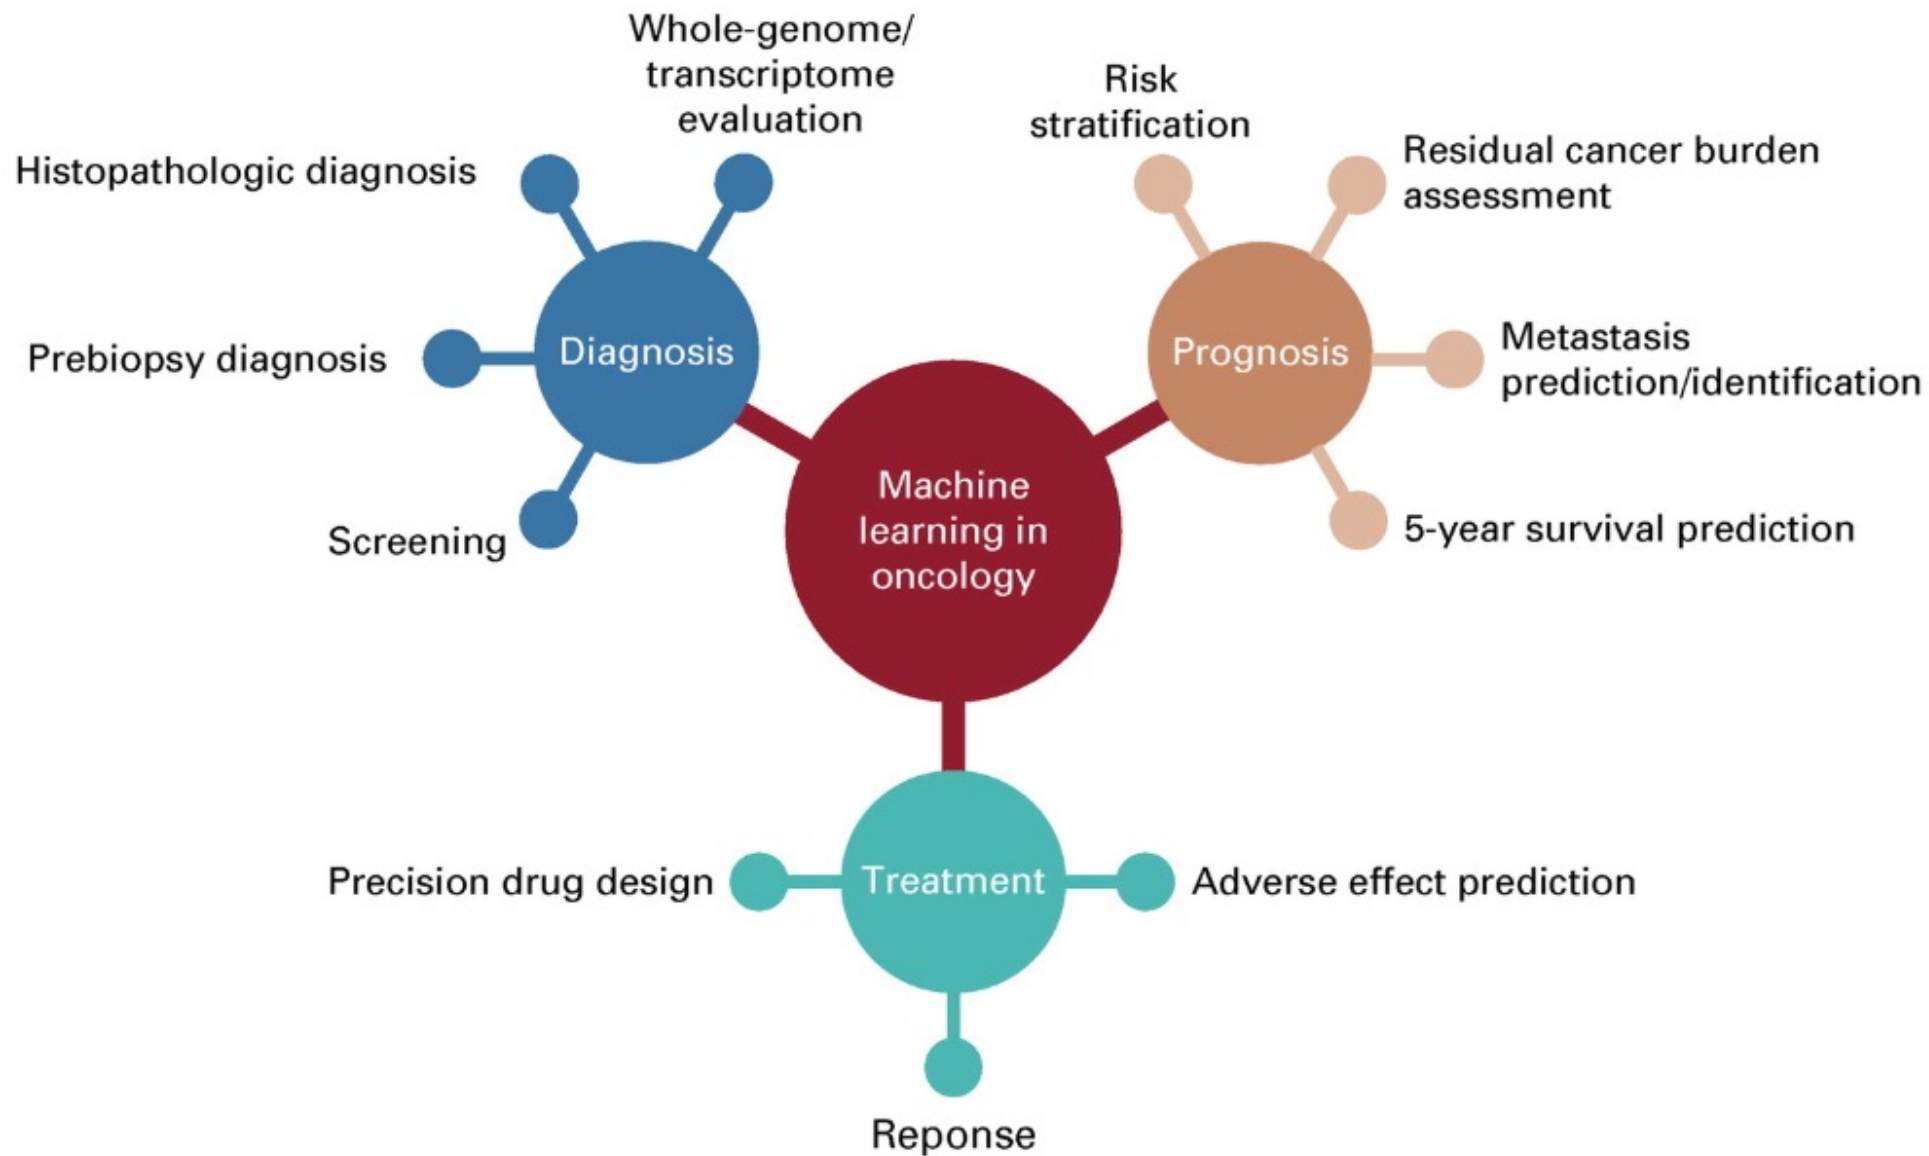 Whole-genome/
transcriptome
evaluation
Histopathologic diagnosis
Prebiopsy diagnosis
Screening
Diagnosis
Risk
stratification
Residual cancer burden
assessment
Metastasis
prediction/identification
5-year survival prediction
Prognosis
Machine
learning in
oncology
Precision drug design
Treatment
Adverse effect prediction
Reponse